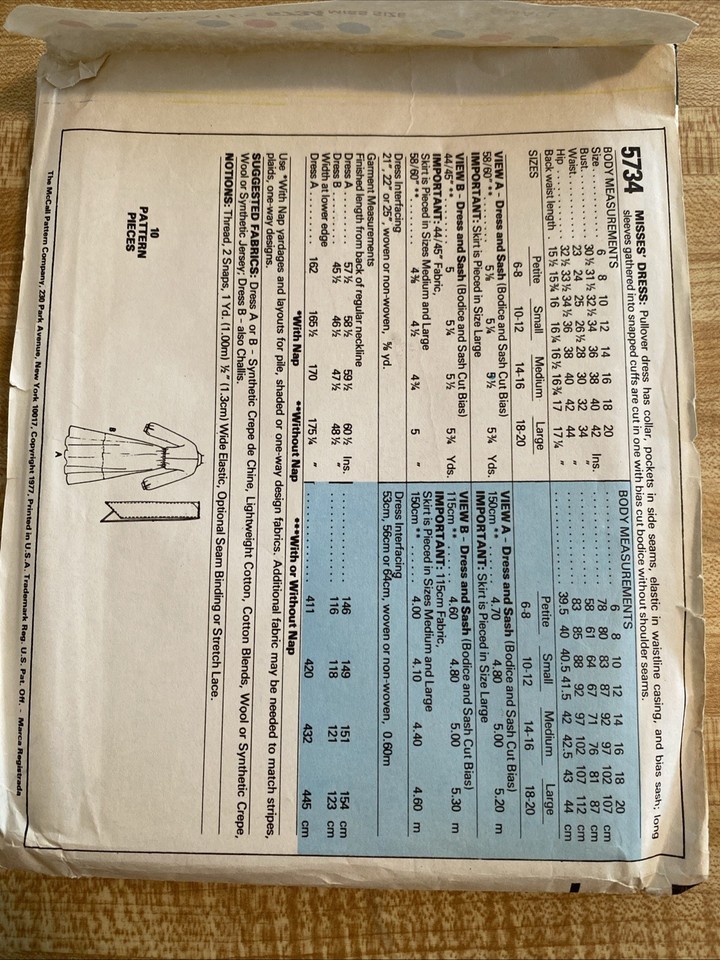 5734 MISSES' DRESS: Pullover dress has collar, pockets in side seams, elastic in waistline casing, and bias sash; long
sleeves gathered into snapped cuffs are cut in one with bias cut bodice without shoulder seams.
BODY MEASUREMENTS
Size . . . . . . . . . . 6 8 10 12 14 16 18 20
Bust . . . . . . . . . . 30½ 31½ 32½ 34 36 38 40 42 Ins.
Waist . . . . . . . . . 23 24 25 26½ 28 30 32 34 "
Hip . . . . . . . . . . . 32½ 33½ 34½ 36 38 40 42 44 "
Back waist length . 15½ 15¾ 16 16¼ 16½ 16¾ 17 17¼ "
Petite Small Medium Large
SIZES 6-8 10-12 14-16 18-20
VIEW A - Dress and Sash (Bodice and Sash Cut Bias)
58/60" ** . . . . . . . 5⅛ 5¼ 5½ 5¾ Yds.
IMPORTANT: Skirt is Pieced in Size Large
VIEW B - Dress and Sash (Bodice and Sash Cut Bias)
44/45" ** . . . . . . . 5 5¼ 5½ 5¾ Yds.
IMPORTANT: 44/45" Fabric,
Skirt is Pieced in Sizes Medium and Large
58/60" ** . . . . . . . 4⅜ 4½ 4¾ 5 "
Dress Interfacing
21", 22" or 25", woven or non-woven, ⅝ yd.
Garment Measurements
Finished length from back of regular neckline
Dress A . . . . . . . . 57½ 58½ 59½ 60½ Ins.
Dress B . . . . . . . . 45½ 46½ 47½ 48½ "
Width at lower edge
Dress A . . . . . . . . 162 165½ 170 175¼ "
BODY MEASUREMENTS
6 8 10 12 14 16 18 20
78 80 83 87 92 97 102 107 cm
58 61 64 67 71 76 81 87 cm
83 85 88 92 97 102 107 112 cm
39.5 40 40.5 41.5 42 42.5 43 44 cm
Petite Small Medium Large
6-8 10-12 14-16 18-20
VIEW A - Dress and Sash (Bodice and Sash Cut Bias)
150cm ** . . . . . . 4.70 4.80 5.00 5.20 m
IMPORTANT: Skirt is Pieced in Size Large
VIEW B - Dress and Sash (Bodice and Sash Cut Bias)
115cm ** . . . . . . 4.60 4.80 5.00 5.30 m
IMPORTANT: 115cm Fabric,
Skirt is Pieced in Sizes Medium and Large
150cm ** . . . . . . 4.00 4.10 4.40 4.60 m
Dress Interfacing
53cm, 56cm or 64cm, woven or non-woven, 0.60m
146 149 151 154 cm
116 118 121 123 cm
411 420 432 445 cm
*With Nap **Without Nap ***With or Without Nap
Use *With Nap yardages and layouts for pile, shaded or one-way design fabrics. Additional fabric may be needed to match stripes,
plaids, one-way designs.
SUGGESTED FABRICS: Dress A or B - Synthetic Crepe de Chine, Lightweight Cotton, Cotton Blends, Wool or Synthetic Crepe,
Wool or Synthetic Jersey; Dress B - also Challis.
NOTIONS: Thread, 2 Snaps, 1 Yd. (1.00m) ½" (1.3cm) Wide Elastic, Optional Seam Binding or Stretch Lace.
10
PATTERN
PIECES
B
A
The McCall Pattern Company, 230 Park Avenue, New York 10017, Copyright 1977, Printed in U.S.A. Trademark Reg. U.S. Pat. Off. - Marca Registrada